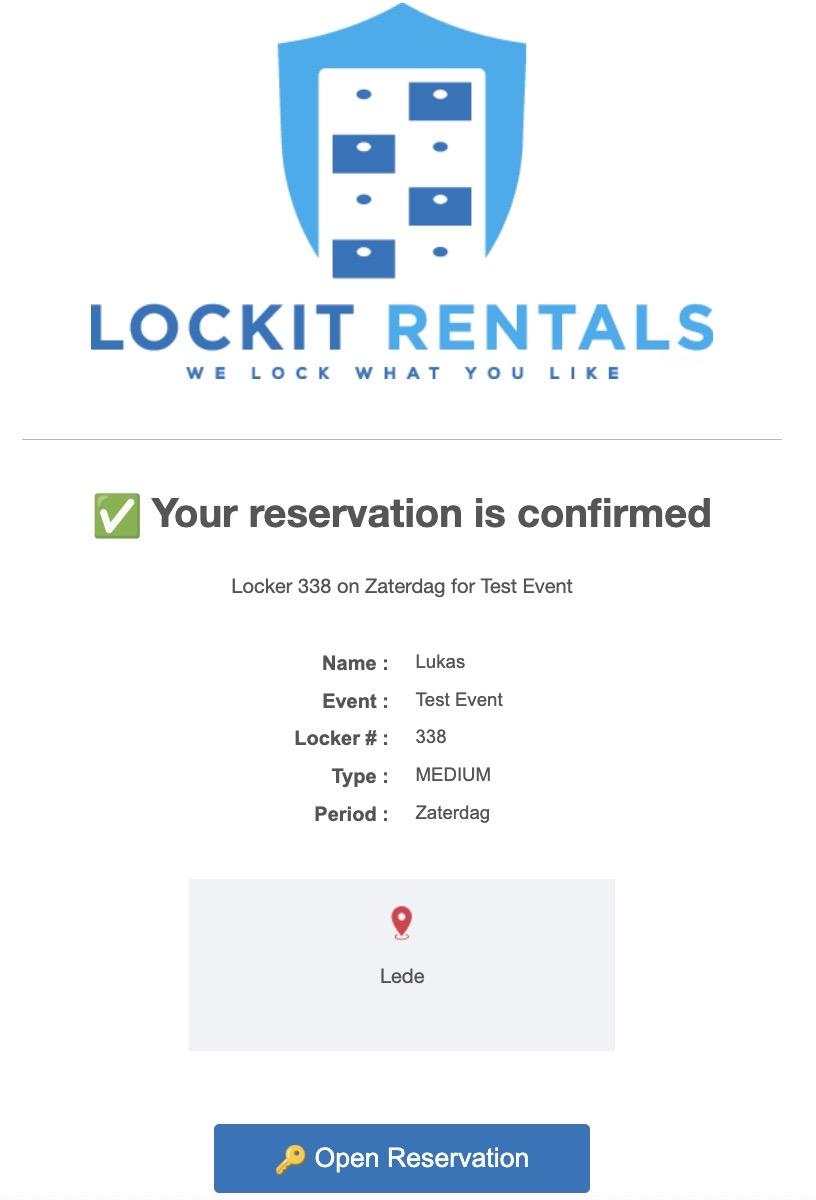 LOCKIT RENTALS
WE LOCK WHAT YOU LIKE
✅ Your reservation is confirmed
Locker 338 on Zaterdag for Test Event
Name : Lukas
Event : Test Event
Locker # : 338
Type : MEDIUM
Period : Zaterdag
Lede
🔑 Open Reservation